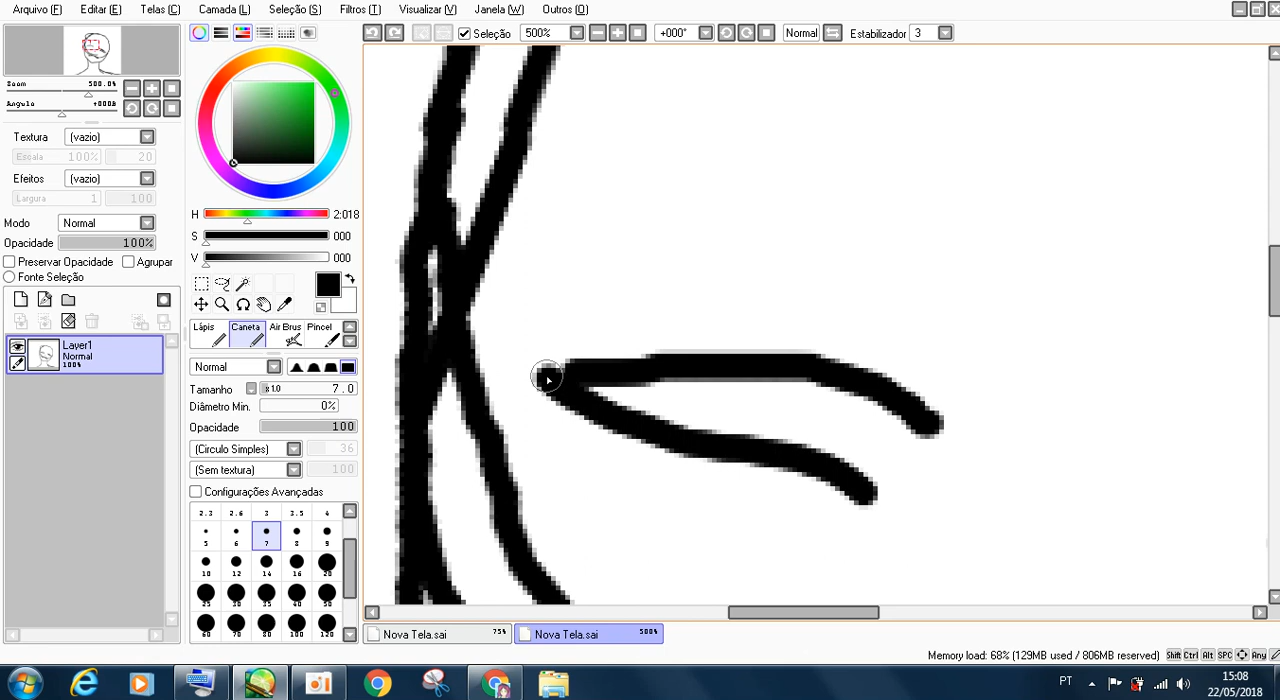 Arquivo (F) Editar (E) Telas (C) Camada (L) Seleção (S) Filtros (T) Visualizar (V) Janela (W) Outros (O)
Seleção 500% +000° Normal Estabilizador 3
Zoom 500.0%
Angulo +000Β
Textura (vazio)
Escala 100% 20
Efeitos (vazio)
Largura 1 100
Modo Normal
Opacidade 100%
Preservar Opacidade Agrupar
Fonte Seleção
Layer1
Normal
100%
H 2.018
S 000
V 000
Lápis Caneta Air Brus Pincel
Normal
Tamanho x 1.0 7.0
Diâmetro Min. 0%
Opacidade 100
(Circulo Simples) 36
(Sem textura) 100
Configurações Avançadas
2.3 2.6 3 3.5 4
5 6 7 8 9
10 12 14 16 20
25 30 35 40 50
60 70 80 100 120
Nova Tela.sai 75% Nova Tela.sai 500%
Memory load: 68% (129MB used / 806MB reserved) Shift Ctrl Alt SPC Any
PT 15:08
22/05/2018